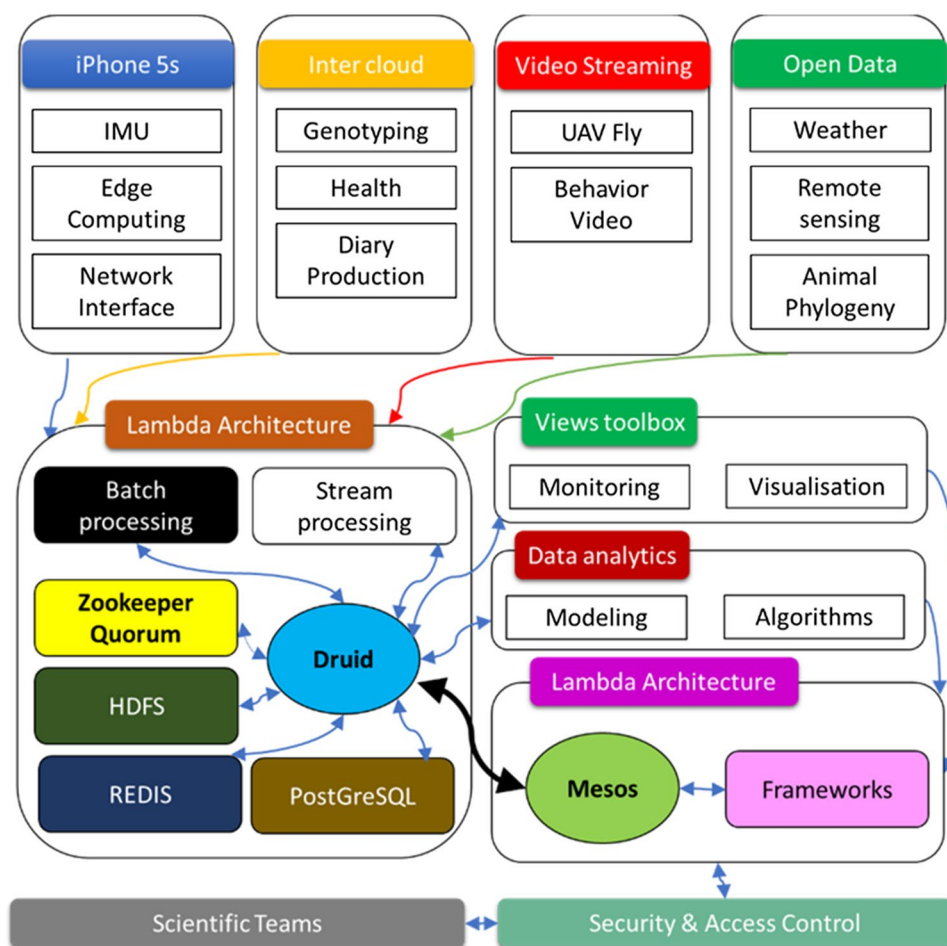 iPhone 5s
IMU
Edge
Computing
Network
Interface
Inter cloud
Genotyping
Health
Diary
Production
Video Streaming
UAV Fly
Behavior
Video
Open Data
Weather
Remote
sensing
Animal
Phylogeny
Lambda Architecture
Batch
processing
Stream
processing
Zookeeper
Quorum
Druid
HDFS
REDIS
PostGreSQL
Views toolbox
Monitoring
Visualisation
Data analytics
Modeling
Algorithms
Lambda Architecture
Mesos
Frameworks
Scientific Teams
Security & Access Control